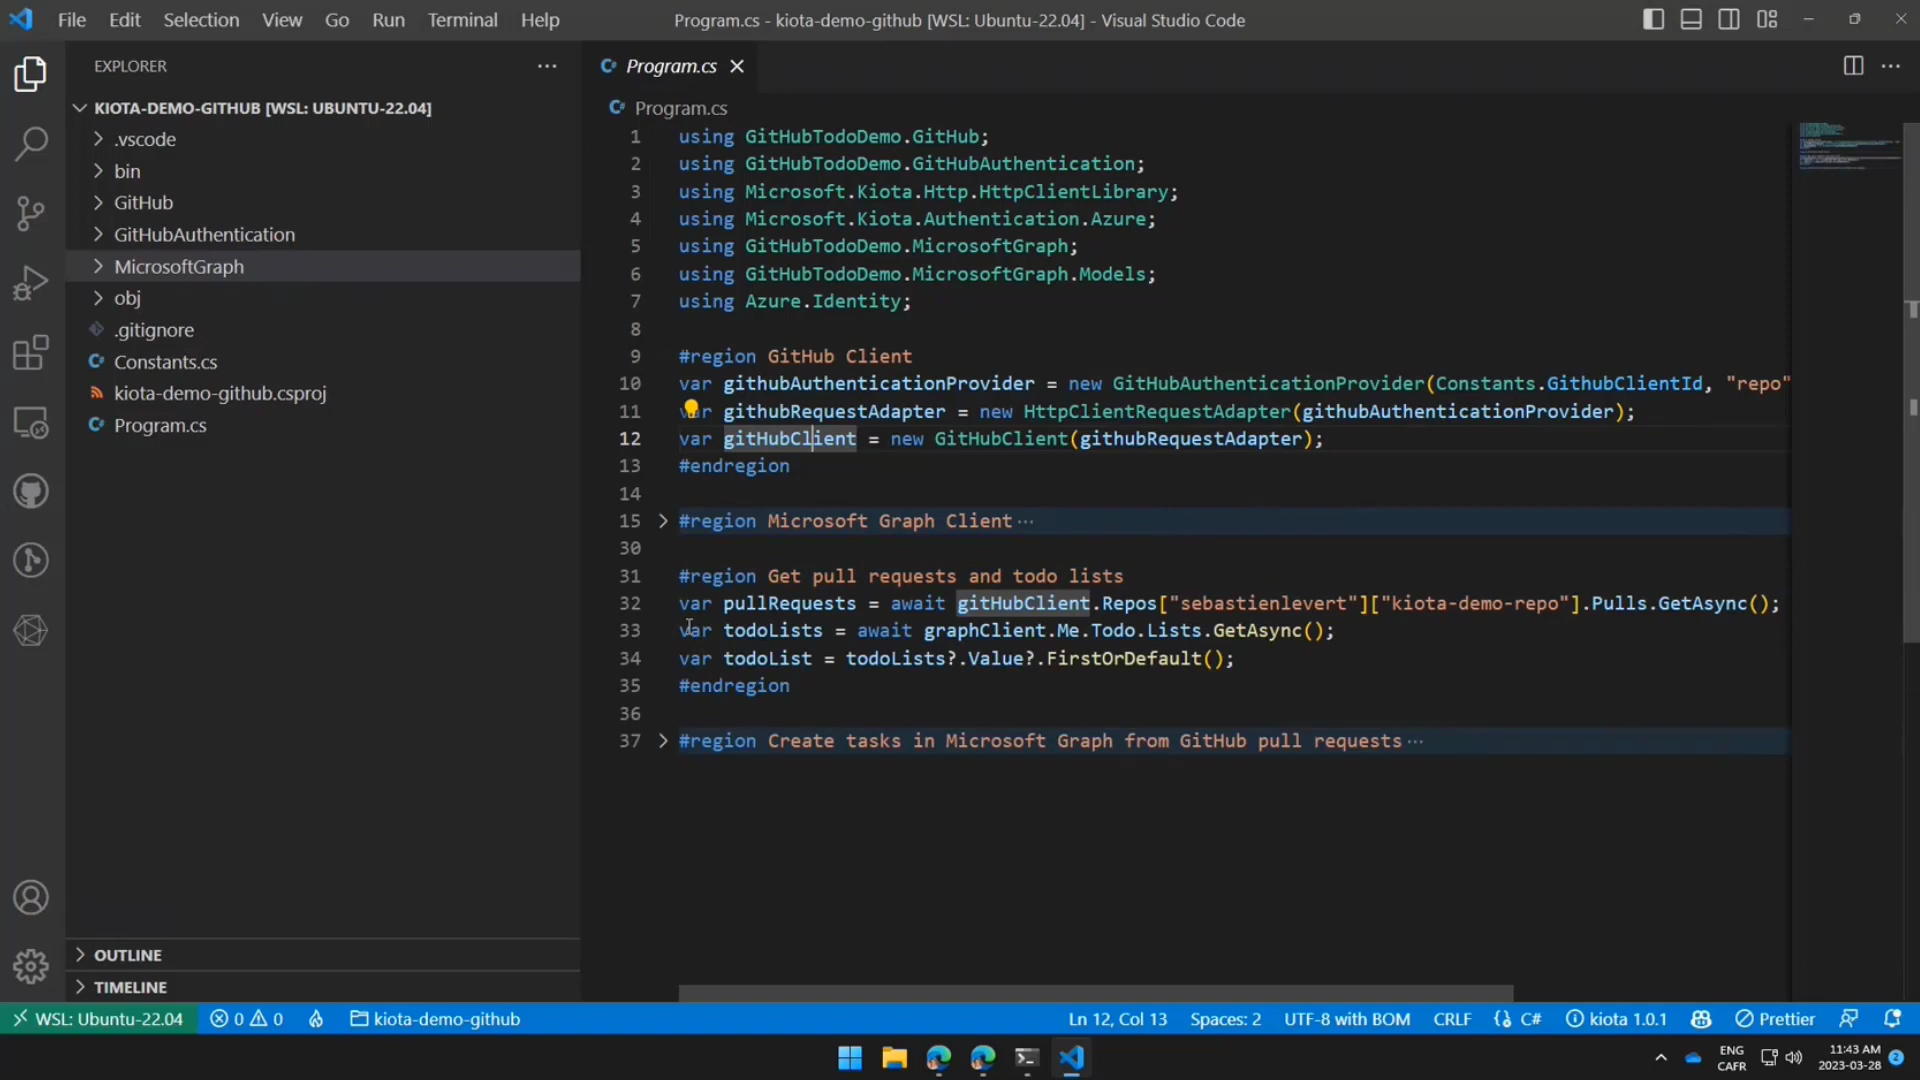 File Edit Selection View Go Run Terminal Help
Program.cs - kiota-demo-github [WSL: Ubuntu-22.04] - Visual Studio Code
EXPLORER
KIOTA-DEMO-GITHUB [WSL: UBUNTU-22.04]
.vscode
bin
GitHub
GitHubAuthentication
MicrosoftGraph
obj
.gitignore
Constants.cs
kiota-demo-github.csproj
Program.cs
OUTLINE
TIMELINE
Program.cs
Program.cs
1 using GitHubTodoDemo.GitHub;
2 using GitHubTodoDemo.GitHubAuthentication;
3 using Microsoft.Kiota.Http.HttpClientLibrary;
4 using Microsoft.Kiota.Authentication.Azure;
5 using GitHubTodoDemo.MicrosoftGraph;
6 using GitHubTodoDemo.MicrosoftGraph.Models;
7 using Azure.Identity;
8
9 #region GitHub Client
10 var githubAuthenticationProvider = new GitHubAuthenticationProvider(Constants.GithubClientId, "repo"
11 var githubRequestAdapter = new HttpClientRequestAdapter(githubAuthenticationProvider);
12 var gitHubClient = new GitHubClient(githubRequestAdapter);
13 #endregion
14
15 #region Microsoft Graph Client ···
30
31 #region Get pull requests and todo lists
32 var pullRequests = await gitHubClient.Repos["sebastienlevert"]["kiota-demo-repo"].Pulls.GetAsync();
33 var todoLists = await graphClient.Me.Todo.Lists.GetAsync();
34 var todoList = todoLists?.Value?.FirstOrDefault();
35 #endregion
36
37 #region Create tasks in Microsoft Graph from GitHub pull requests ···
WSL: Ubuntu-22.04 0 0 kiota-demo-github Ln 12, Col 13 Spaces: 2 UTF-8 with BOM CRLF C# kiota 1.0.1 Prettier
ENG
CAFR
11:43 AM
2023-03-28
2